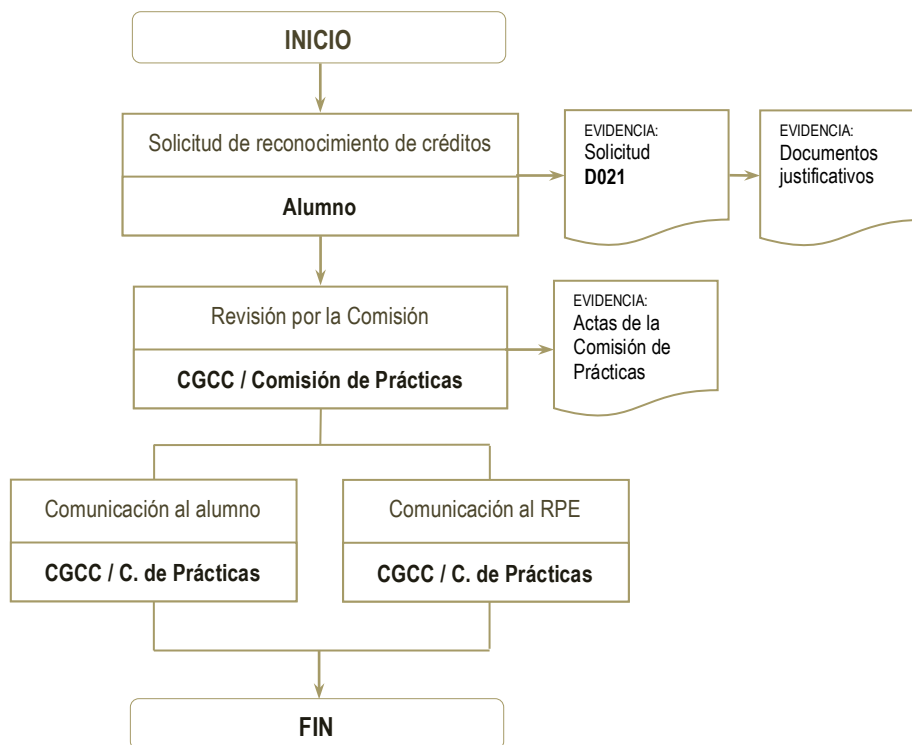 INICIO
Solicitud de reconocimiento de créditos
Alumno
EVIDENCIA:
Solicitud
D021
EVIDENCIA:
Documentos
justificativos
Revisión por la Comisión
CGCC / Comisión de Prácticas
EVIDENCIA:
Actas de la
Comisión de
Prácticas
Comunicación al alumno
CGCC / C. de Prácticas
Comunicación al RPE
CGCC / C. de Prácticas
FIN